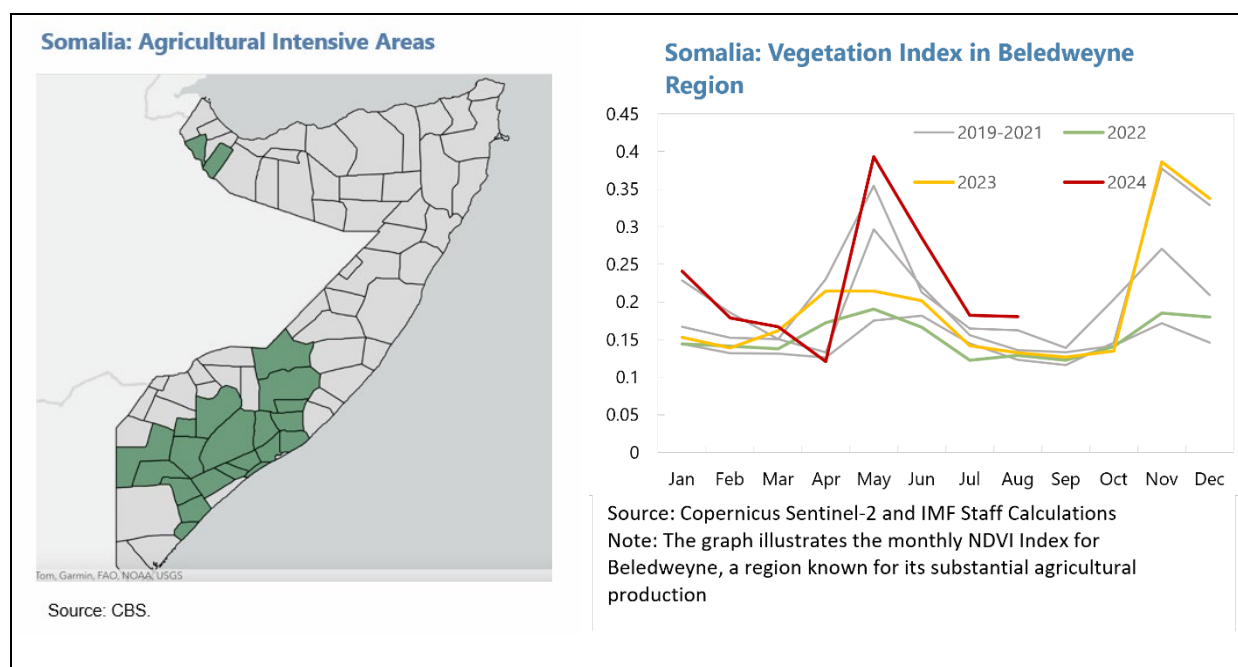 Somalia: Agricultural Intensive Areas
Tom, Garmin, FAO, NOAA, USGS
Source: CBS.
Somalia: Vegetation Index in Beledweyne
Region
0.45
0.4
0.35
0.3
0.25
0.2
0.15
0.1
0.05
0
2019-2021
2022
2023
2024
Jan Feb Mar Apr May Jun Jul Aug Sep Oct Nov Dec
Source: Copernicus Sentinel-2 and IMF Staff Calculations
Note: The graph illustrates the monthly NDVI Index for
Beledweyne, a region known for its substantial agricultural
production